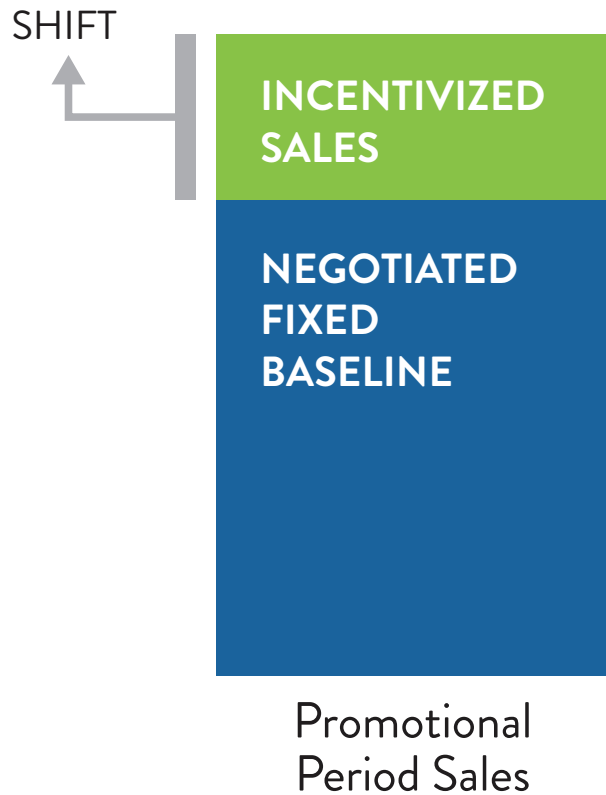 SHIFT
INCENTIVIZED
SALES
NEGOTIATED
FIXED
BASELINE
Promotional
Period Sales